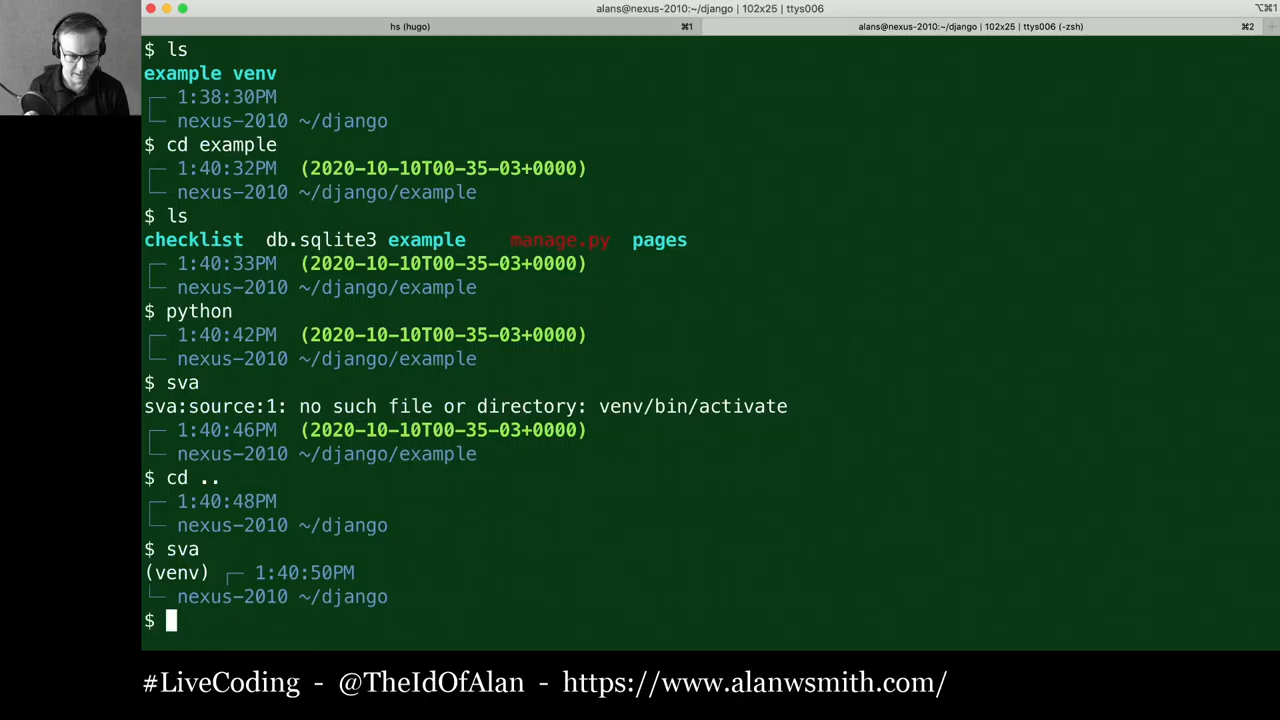 alans@nexus-2010:~/django | 102x25 | ttys006
⌥⌘1
hs (hugo)
⌘1
alans@nexus-2010:~/django | 102x25 | ttys006 (-zsh)
⌘2
$ ls
example venv
1:38:30PM
nexus-2010 ~/django
$ cd example
1:40:32PM (2020-10-10T00-35-03+0000)
nexus-2010 ~/django/example
$ ls
checklist db.sqlite3 example manage.py pages
1:40:33PM (2020-10-10T00-35-03+0000)
nexus-2010 ~/django/example
$ python
1:40:42PM (2020-10-10T00-35-03+0000)
nexus-2010 ~/django/example
$ sva
sva:source:1: no such file or directory: venv/bin/activate
1:40:46PM (2020-10-10T00-35-03+0000)
nexus-2010 ~/django/example
$ cd ..
1:40:48PM
nexus-2010 ~/django
$ sva
(venv) 1:40:50PM
nexus-2010 ~/django
$
#LiveCoding - @TheIdOfAlan - https://www.alanwsmith.com/